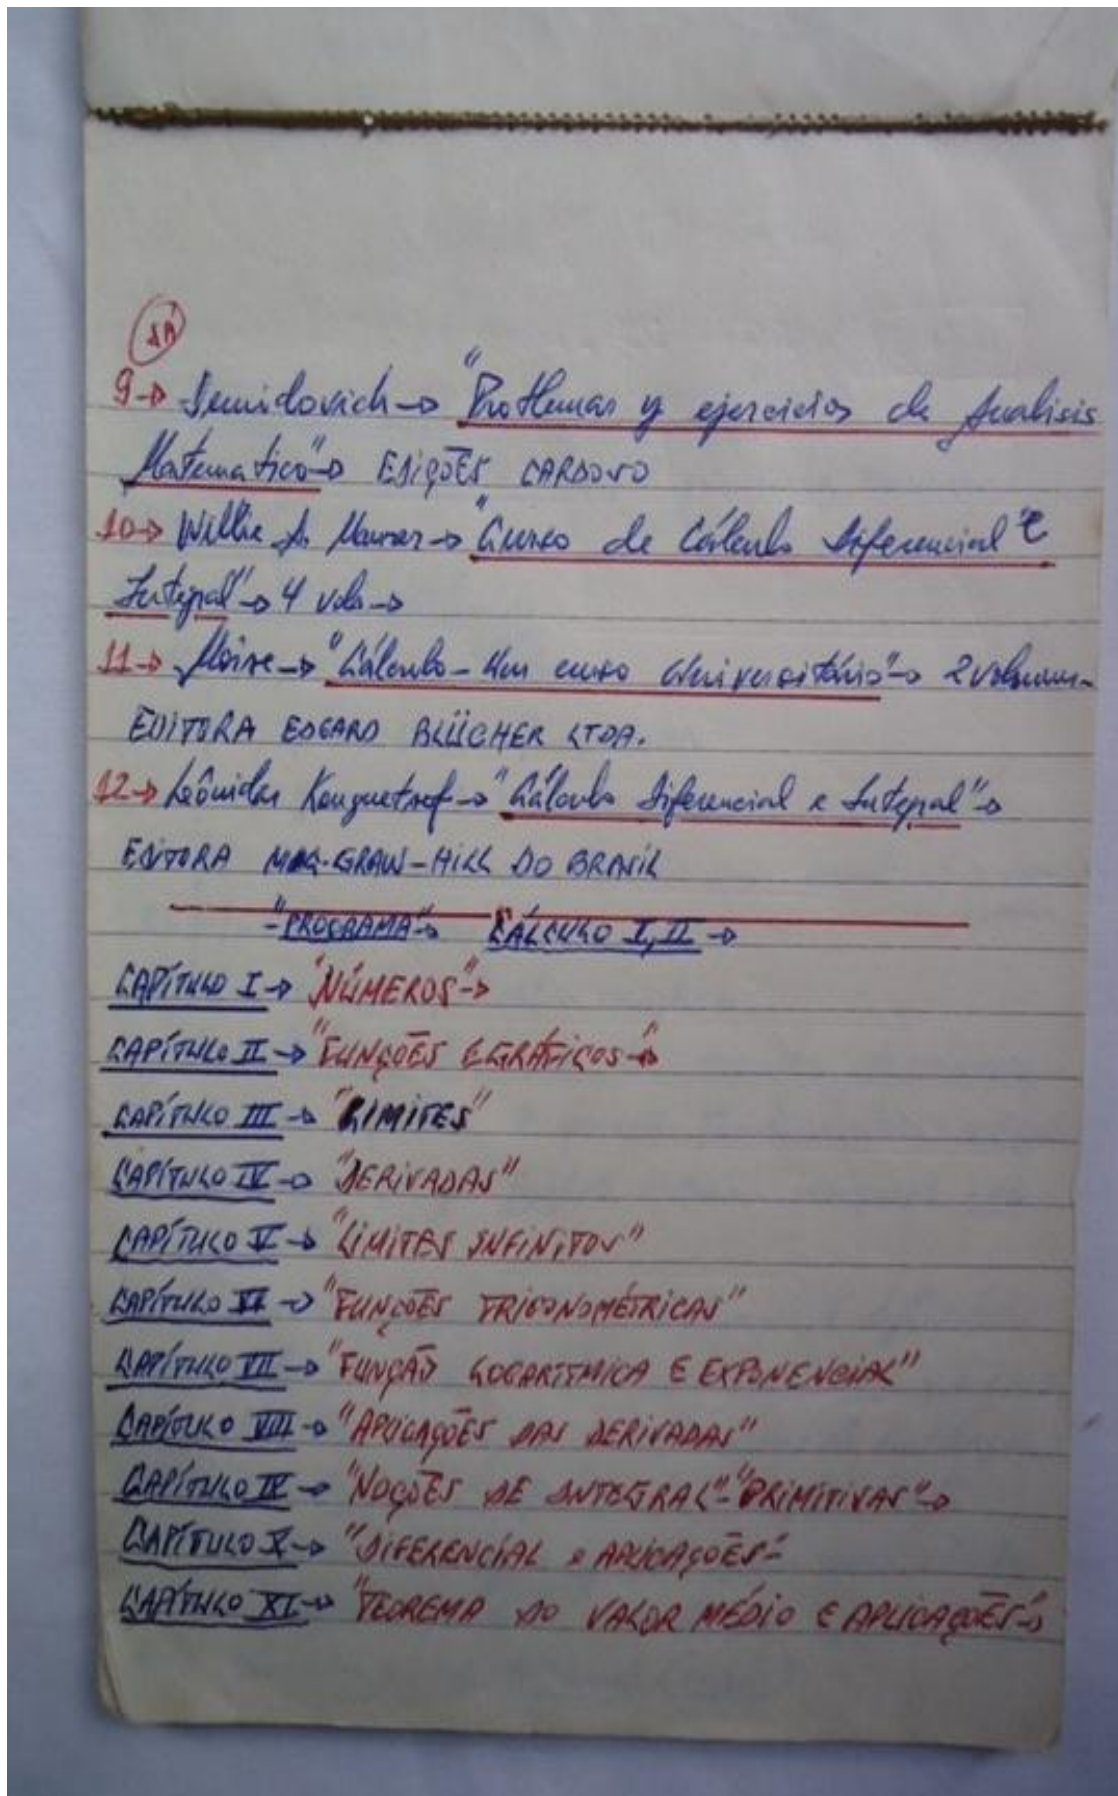 9→ Demidovich→ "Problemas y ejercicios de Analisis
Matematico"→ EDIÇÕES CARDOSO
10→ Willie A. Maurer→ "Curso de Cálculo Diferencial e
Integral"→ 4 vols→
11→ Moise→ "Cálculo-Um curso Universitário"→ 2 volumes
EDITORA EDGARD BLÜCHER LTDA.
12→ Leônidas "Cálculo Diferencial e Integral"→
EDITORA MAC-GRAW-HILL DO BRASIL
-"PROGRAMA"→ "CÁLCULO I, II→
CAPÍTULO I→ "NÚMEROS"→
CAPÍTULO II→ "FUNÇÕES E GRÁFICOS→"
CAPÍTULO III→ "LIMITES"
CAPÍTULO IV→ "DERIVADAS"
CAPÍTULO V→ "LIMITES INFINITOS"
CAPÍTULO VI→ "FUNÇÕES TRIGONOMÉTRICAS"
CAPÍTULO VII→ "FUNÇÃO LOGARÍTMICA E EXPONENCIAL"
CAPÍTULO VIII→ "APLICAÇÕES DAS DERIVADAS"
CAPÍTULO IX→ "NOÇÕES DE INTEGRAL"-"PRIMITIVAS"→
CAPÍTULO X→ "DIFERENCIAL e APLICAÇÕES"
CAPÍTULO XI→ "TEOREMA DO VALOR MÉDIO E APLICAÇÕES"→